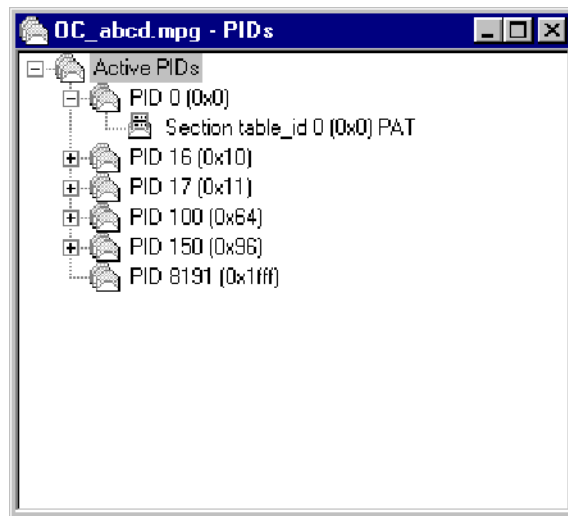 OC_abcd.mpg - PIDs
Active PIDs
PID 0 (0x0)
Section table_id 0 (0x0) PAT
PID 16 (0x10)
PID 17 (0x11)
PID 100 (0x64)
PID 150 (0x96)
PID 8191 (0x1fff)